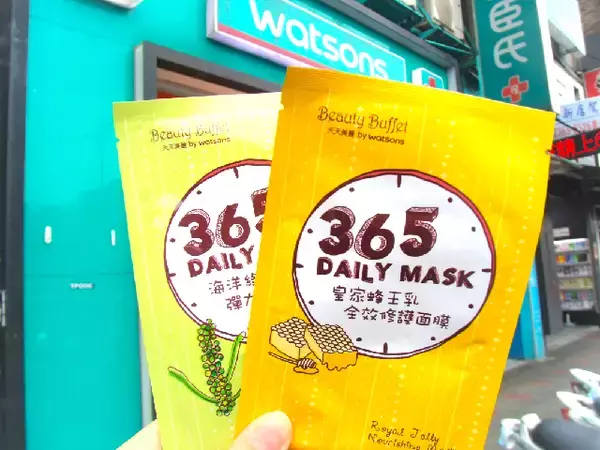 watsons
Beauty Buffet
天天美麗 by watsons
365
DAILY
海洋
彈力
Beauty Buffet
天天美麗 by watsons
365
DAILY MASK
皇家蜂王乳
全效修護面膜
Royal Jelly
Nourishing